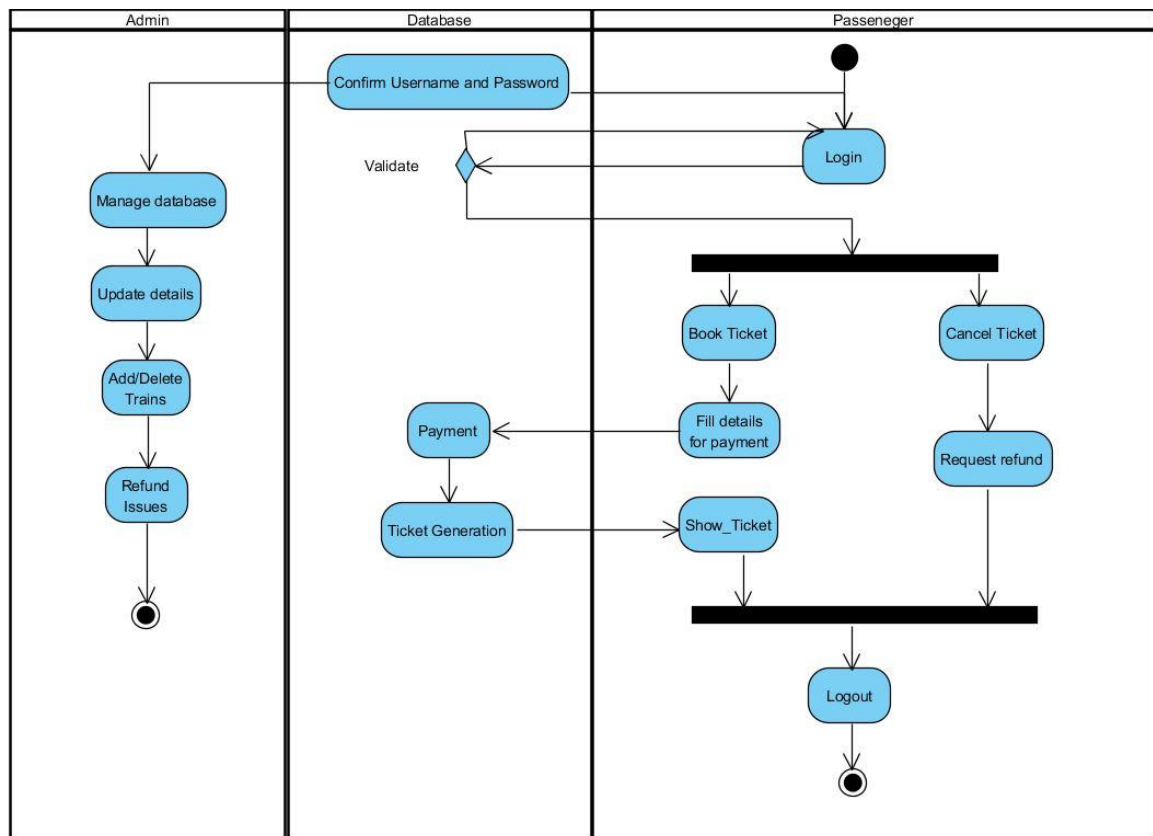 Admin
Database
Passeneger
Confirm Username and Password
Login
Validate
Manage database
Update details
Book Ticket
Cancel Ticket
Add/Delete
Trains
Payment
Fill details
for payment
Request refund
Refund
Issues
Ticket Generation
Show_Ticket
Logout